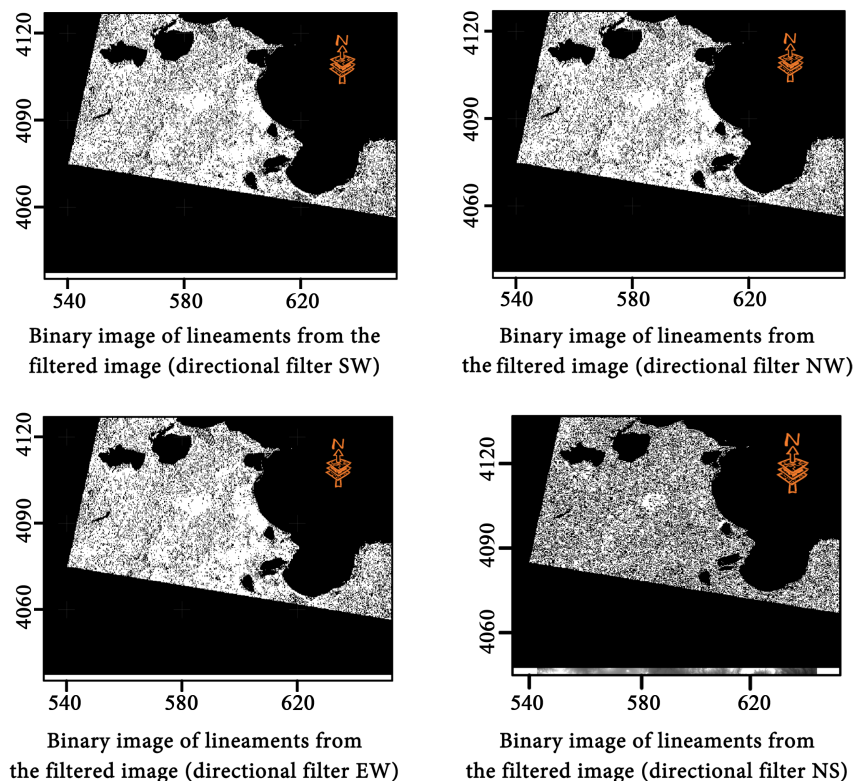 4120
4090
4060
N
540 580 620
Binary image of lineaments from the
filtered image (directional filter SW)
4120
4090
4060
N
540 580 620
Binary image of lineaments from
the filtered image (directional filter NW)
4120
4090
4060
N
540 580 620
Binary image of lineaments from
the filtered image (directional filter EW)
4120
4090
4060
N
540 580 620
Binary image of lineaments from
the filtered image (directional filter NS)